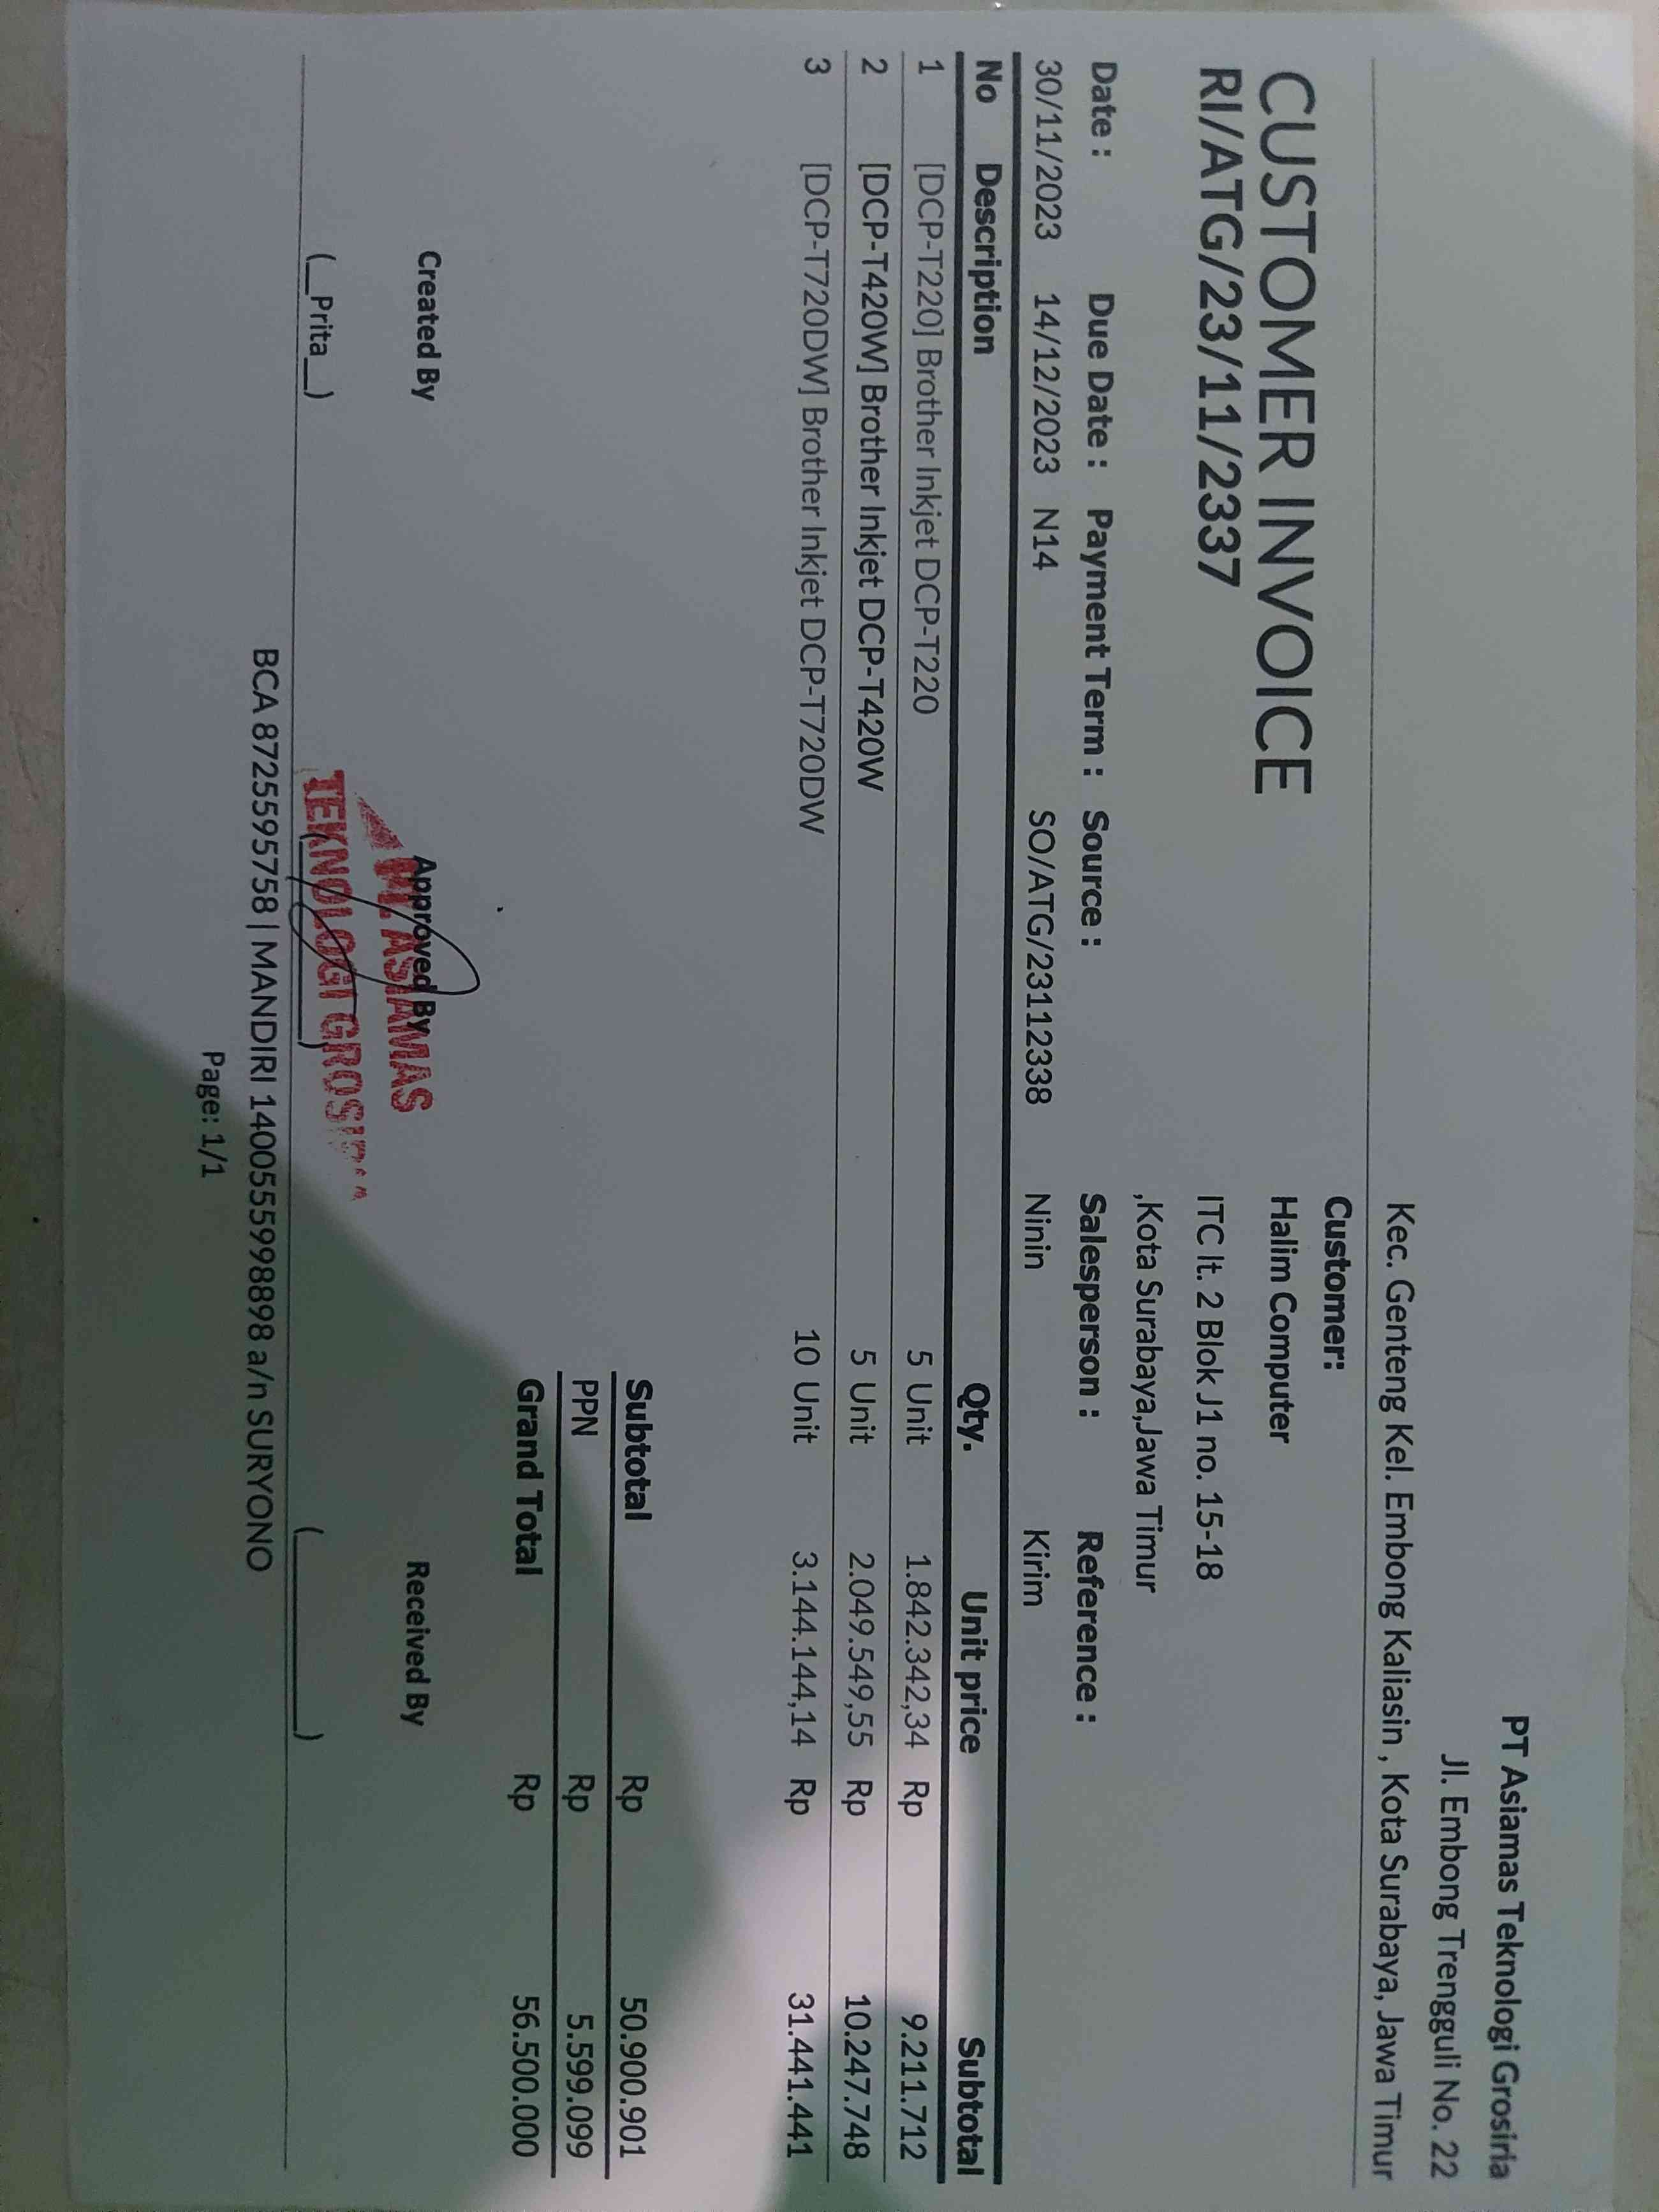 PT Asiamas Teknologi Grosiria
Jl. Embong Trengguli No. 22
Kec. Genteng Kel. Embong Kaliasin , Kota Surabaya, Jawa Timur
CUSTOMER INVOICE
RI/ATG/23/11/2337
Customer:
Halim Computer
ITC lt. 2 Blok J1 no. 15-18
,Kota Surabaya,Jawa Timur
Date : Due Date : Payment Term : Source : Salesperson : Reference :
30/11/2023 14/12/2023 N14 SO/ATG/23112338 Ninin Kirim
No Description Qty. Unit price Subtotal
1 [DCP-T220] Brother Inkjet DCP-T220 5 Unit 1.842.342,34 Rp 9.211.712
2 [DCP-T420W] Brother Inkjet DCP-T420W 5 Unit 2.049.549,55 Rp 10.247.748
3 [DCP-T720DW] Brother Inkjet DCP-T720DW 10 Unit 3.144.144,14 Rp 31.441.441
Subtotal Rp 50.900.901
PPN Rp 5.599.099
Grand Total Rp 56.500.000
Created By Approved By Received By
PT. ASIAMAS
TEKNOLOGI
(__Prita__) (__________) (__________)
BCA 8725595758 | MANDIRI 1400555998898 a/n SURYONO
Page: 1/1